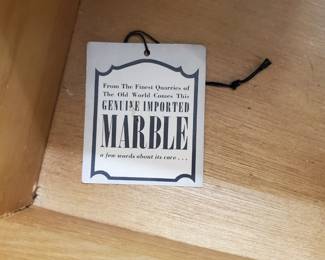 From The Finest Quarries of
The Old World Comes This
GENUINE IMPORTED
MARBLE
a few words about its care . . .